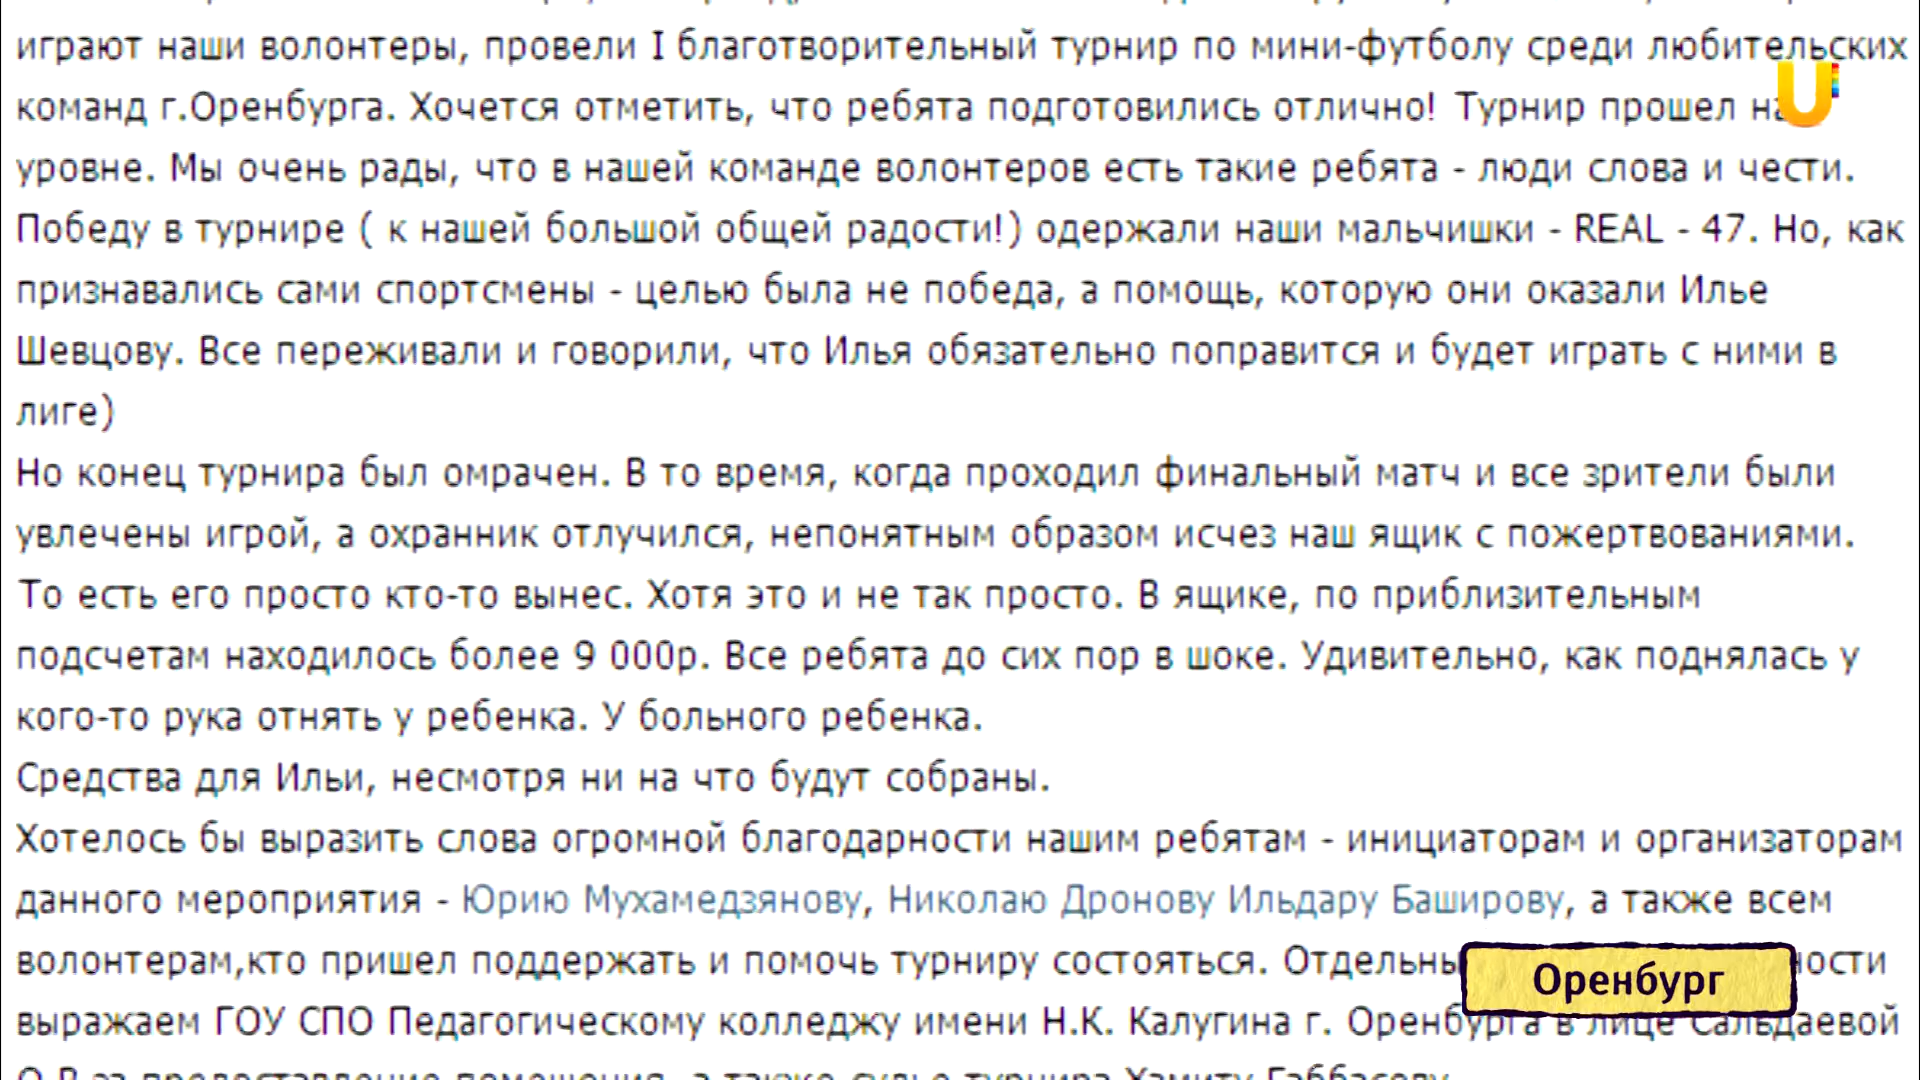 играют наши волонтеры, провели I благотворительный турнир по мини-футболу среди любительских
команд г.Оренбурга. Хочется отметить, что ребята подготовились отлично! Турнир прошел на
уровне. Мы очень рады, что в нашей команде волонтеров есть такие ребята - люди слова и чести.
Победу в турнире ( к нашей большой общей радости!) одержали наши мальчишки - REAL - 47. Но, как
признавались сами спортсмены - целью была не победа, а помощь, которую они оказали Илье
Шевцову. Все переживали и говорили, что Илья обязательно поправится и будет играть с ними в
лиге)
Но конец турнира был омрачен. В то время, когда проходил финальный матч и все зрители были
увлечены игрой, а охранник отлучился, непонятным образом исчез наш ящик с пожертвованиями.
То есть его просто кто-то вынес. Хотя это и не так просто. В ящике, по приблизительным
подсчетам находилось более 9 000р. Все ребята до сих пор в шоке. Удивительно, как поднялась у
кого-то рука отнять у ребенка. У больного ребенка.
Средства для Ильи, несмотря ни на что будут собраны.
Хотелось бы выразить слова огромной благодарности нашим ребятам - инициаторам и организаторам
данного мероприятия - Юрию Мухамедзянову, Николаю Дронову Ильдару Баширову, а также всем
волонтерам,кто пришел поддержать и помочь турниру состояться.
выражаем ГОУ СПО Педагогическому колледжу имени Н.К. Калугина г. Оренбурга в лице Сальдаевой
U
Оренбург